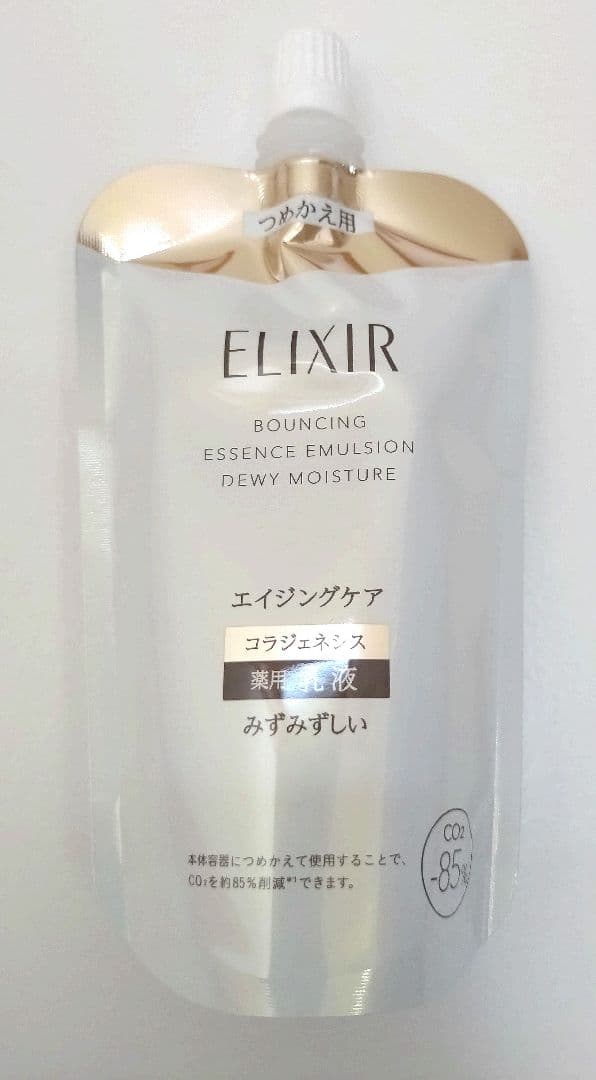 つめかえ用
ELIXIR
BOUNCING
ESSENCE EMULSION
DEWY MOISTURE
エイジングケア
コラジェネシス
薬用 乳液
みずみずしい
本体容器につめかえて使用することで、
CO₂を約85%削減*¹できます。
CO₂
-85%